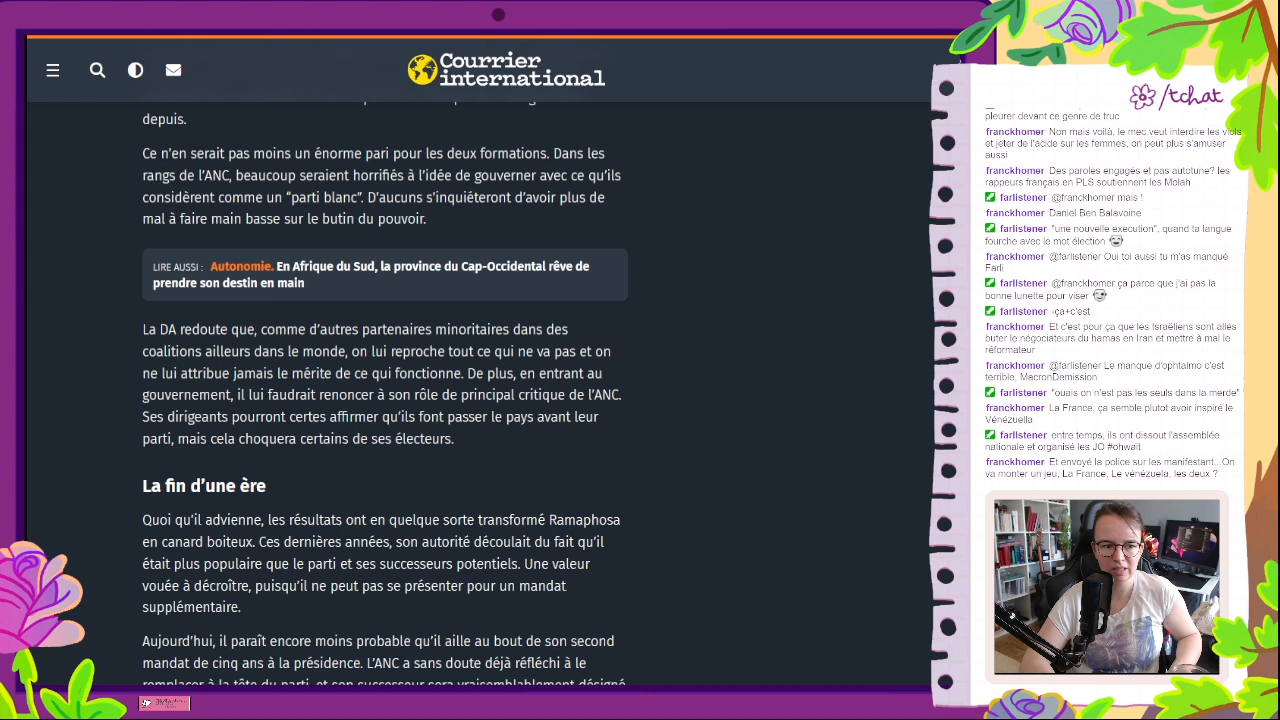 Courrier
international
depuis.
Ce n'en serait pas moins un énorme pari pour les deux formations. Dans les
rangs de l'ANC, beaucoup seraient horrifiés à l'idée de gouverner avec ce qu'ils
considèrent comme un "parti blanc". D'aucuns s'inquiéteront d'avoir plus de
mal à faire main basse sur le butin du pouvoir.
LIRE AUSSI : Autonomie. En Afrique du Sud, la province du Cap-Occidental rêve de
prendre son destin en main
La DA redoute que, comme d'autres partenaires minoritaires dans des
coalitions ailleurs dans le monde, on lui reproche tout ce qui ne va pas et on
ne lui attribue jamais le mérite de ce qui fonctionne. De plus, en entrant au
gouvernement, il lui faudrait renoncer à son rôle de principal critique de l'ANC.
Ses dirigeants pourront certes affirmer qu'ils font passer le pays avant leur
parti, mais cela choquera certains de ses électeurs.
La fin d'une ère
Quoi qu'il advienne, les résultats ont en quelque sorte transformé Ramaphosa
en canard boiteux. Ces dernières années, son autorité découlait du fait qu'il
était plus populaire que le parti et ses successeurs potentiels. Une valeur
vouée à décroître, puisqu'il ne peut pas se présenter pour un mandat
supplémentaire.
Aujourd'hui, il paraît encore moins probable qu'il aille au bout de son second
mandat de cinq ans à la présidence. L'ANC a sans doute déjà réfléchi à le
remplacer à la tête du parti, et son successeur sera vraisemblablement désigné
/tchat
pleurer devant ce genre de truc
franckhomer Non mais voilà, le mec veut interdire les viols
et jeter de l'acide sur les femmes, on peut plus s'amuser
aussi
franckhomer Des paroles engagés et pas autotune? les
rappeurs français en PLS soutiennent les Molah
farlistener @franckhomer mais !
franckhomer Daniel Ben Balavoine
farlistener "une nouvelle execution", quand ta langue
fourche avec le mot élection
franckhomer @farlistener Oui toi aussi tu m'as manqué
Farli
farlistener @franckhomer ça parce que j'ai pas la
bonne lunette pour viser
farlistener -ça+c'est
franckhomer Et c'est pour ça que les Israéliens sont allés
buter le négociateurs du hamas en Iran et mettre à mal le
réformateur
franckhomer @farlistener Le manque d'ophtalmo c'est
terrible, MacronDemission
farlistener "ouais on n'est pas les seuls dans la merde"
franckhomer La France, ça semble plutot avoir inspiré le
Vénézuella
farlistener entre temps, ils ont dissout l'assemblée
nationale et organisé les JO #ohwait
franckhomer Et envoyé la police sur les manifestant...On
va monter un jeu, La France, Le vénézuela, les deux ?